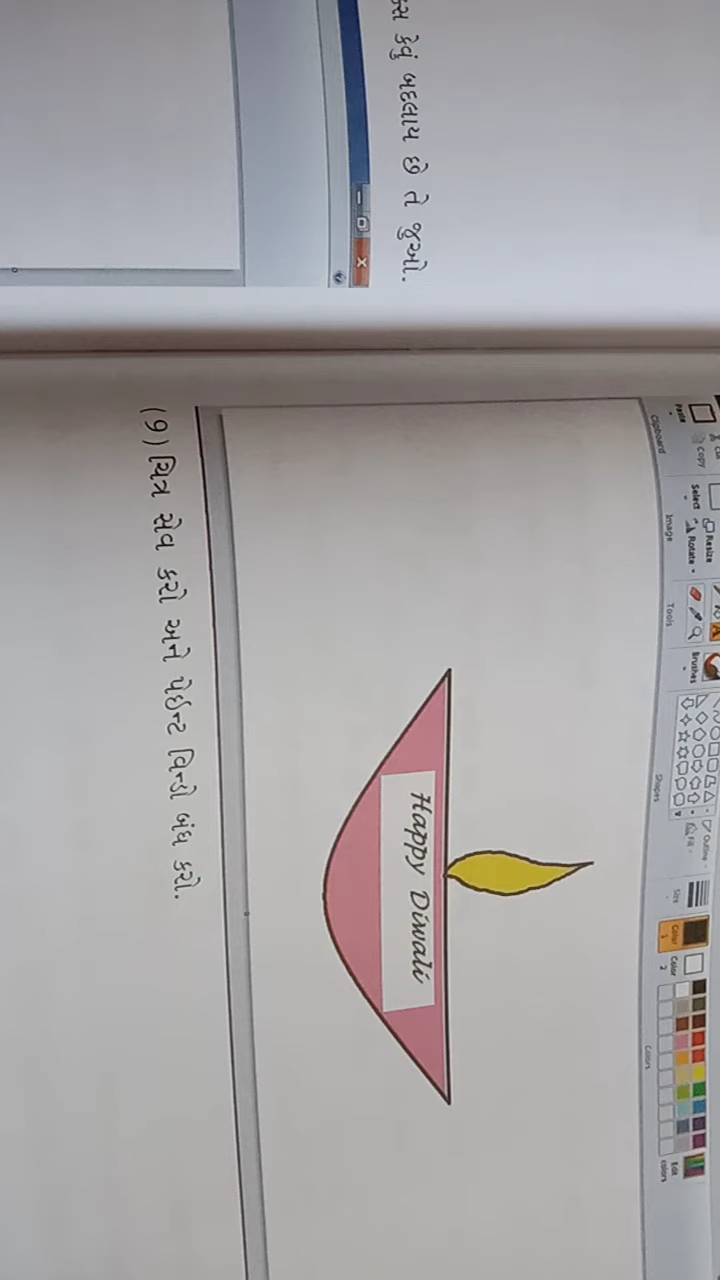 કેવું બદલાય છે તે જુઓ.
Paste
Copy
Clipboard
Select
Resize
Rotate
Image
Tools
A
Brushes
Shapes
Outline
Fill
Size
Color 1
Color 2
Colors
Edit colors
Happy Diwali
(9) ચિત્ર સેવ કરો અને પેઇન્ટ વિન્ડો બંધ કરો.